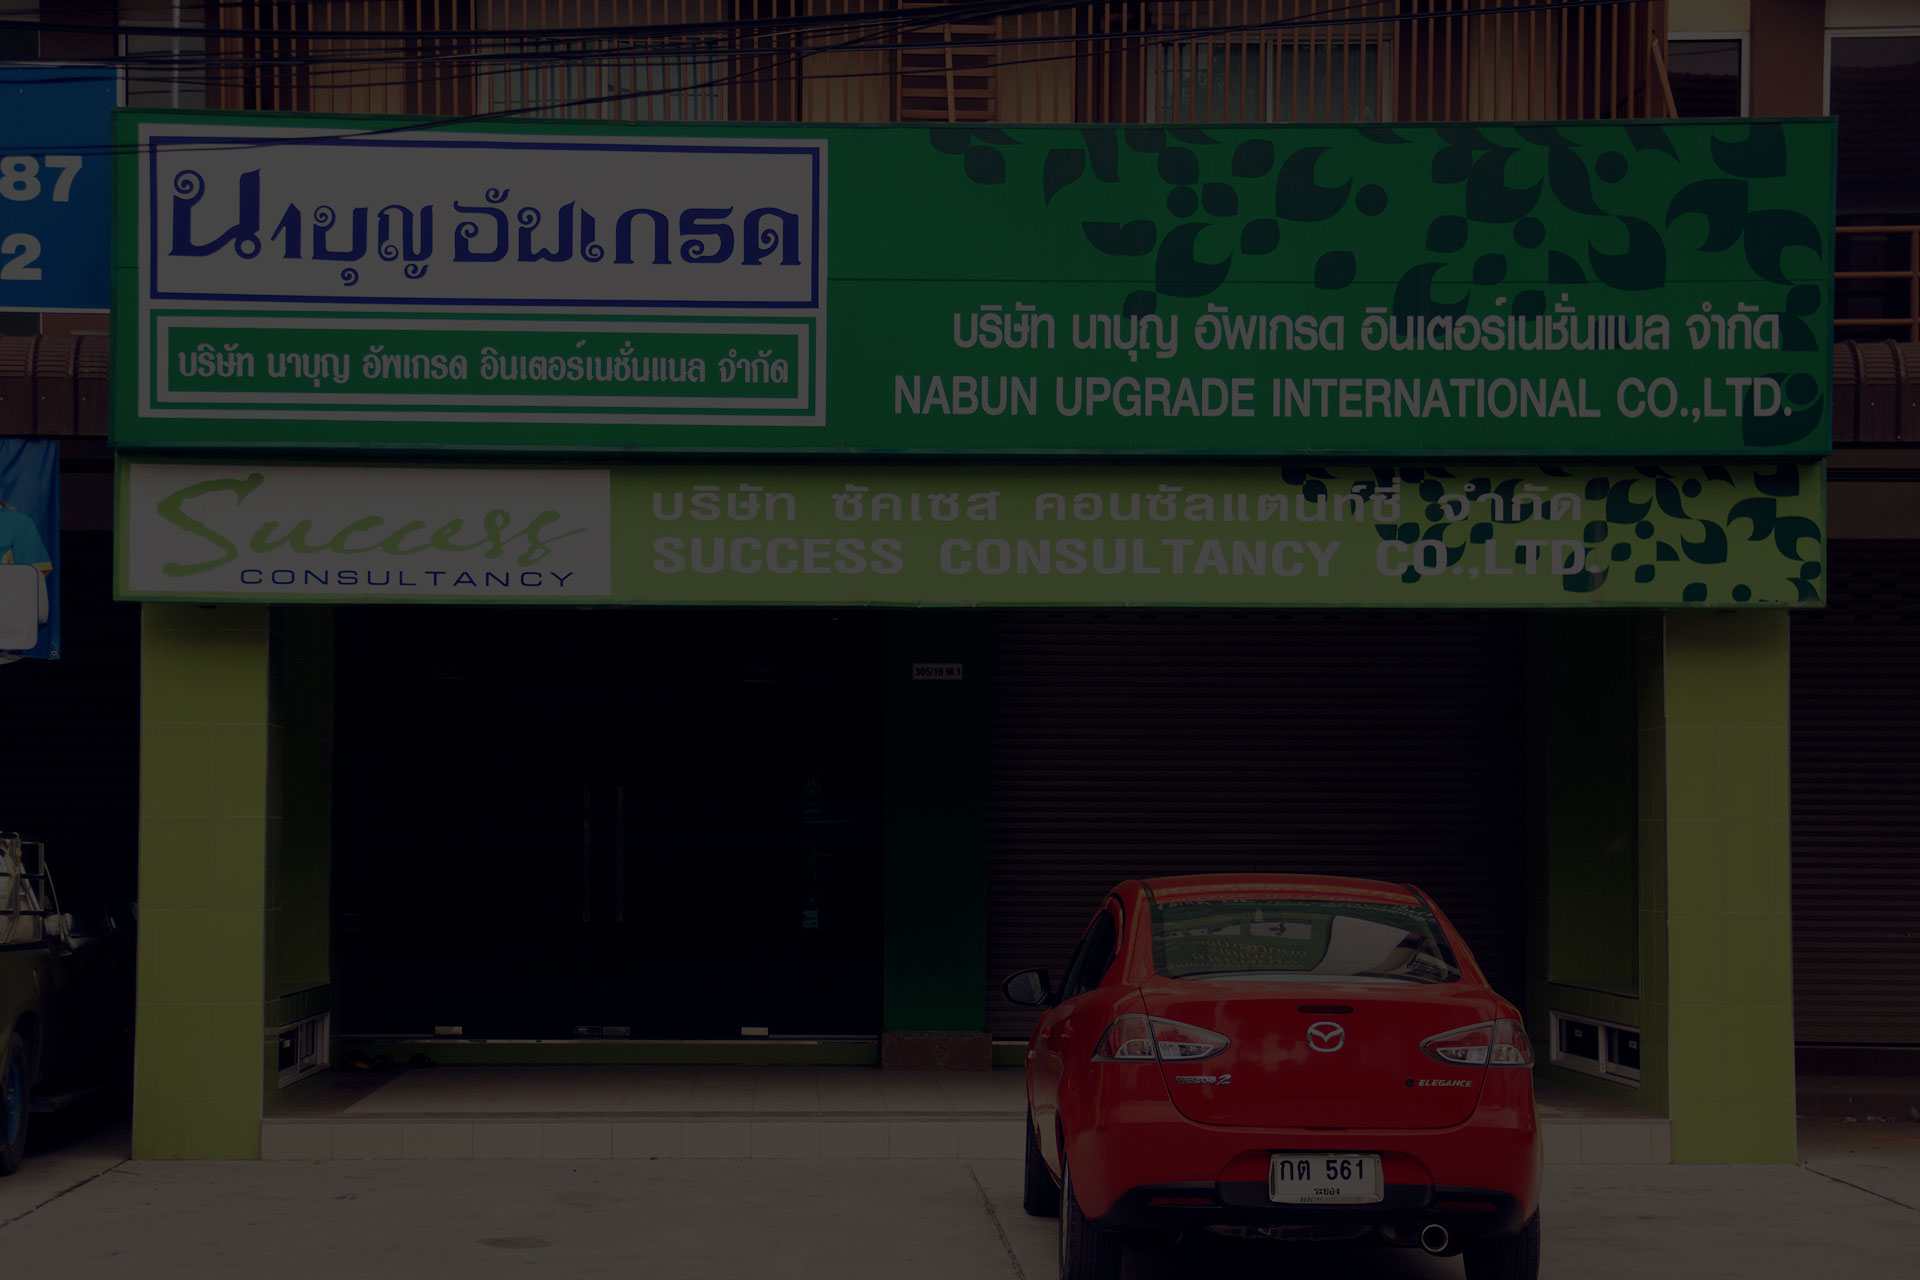 87
2
นาบุญ อัพเกรด
บริษัท นาบุญ อัพเกรด อินเตอร์เนชั่นแนล จำกัด
บริษัท นาบุญ อัพเกรด อินเตอร์เนชั่นแนล จำกัด
NABUN UPGRADE INTERNATIONAL CO.,LTD.
Success
CONSULTANCY
บริษัท ซัคเซส คอนซัลแตนท์ซี่ จำกัด
SUCCESS CONSULTANCY CO.,LTD.
305/16 M.1
2
ELEGANCE
กต 561
ระยอง